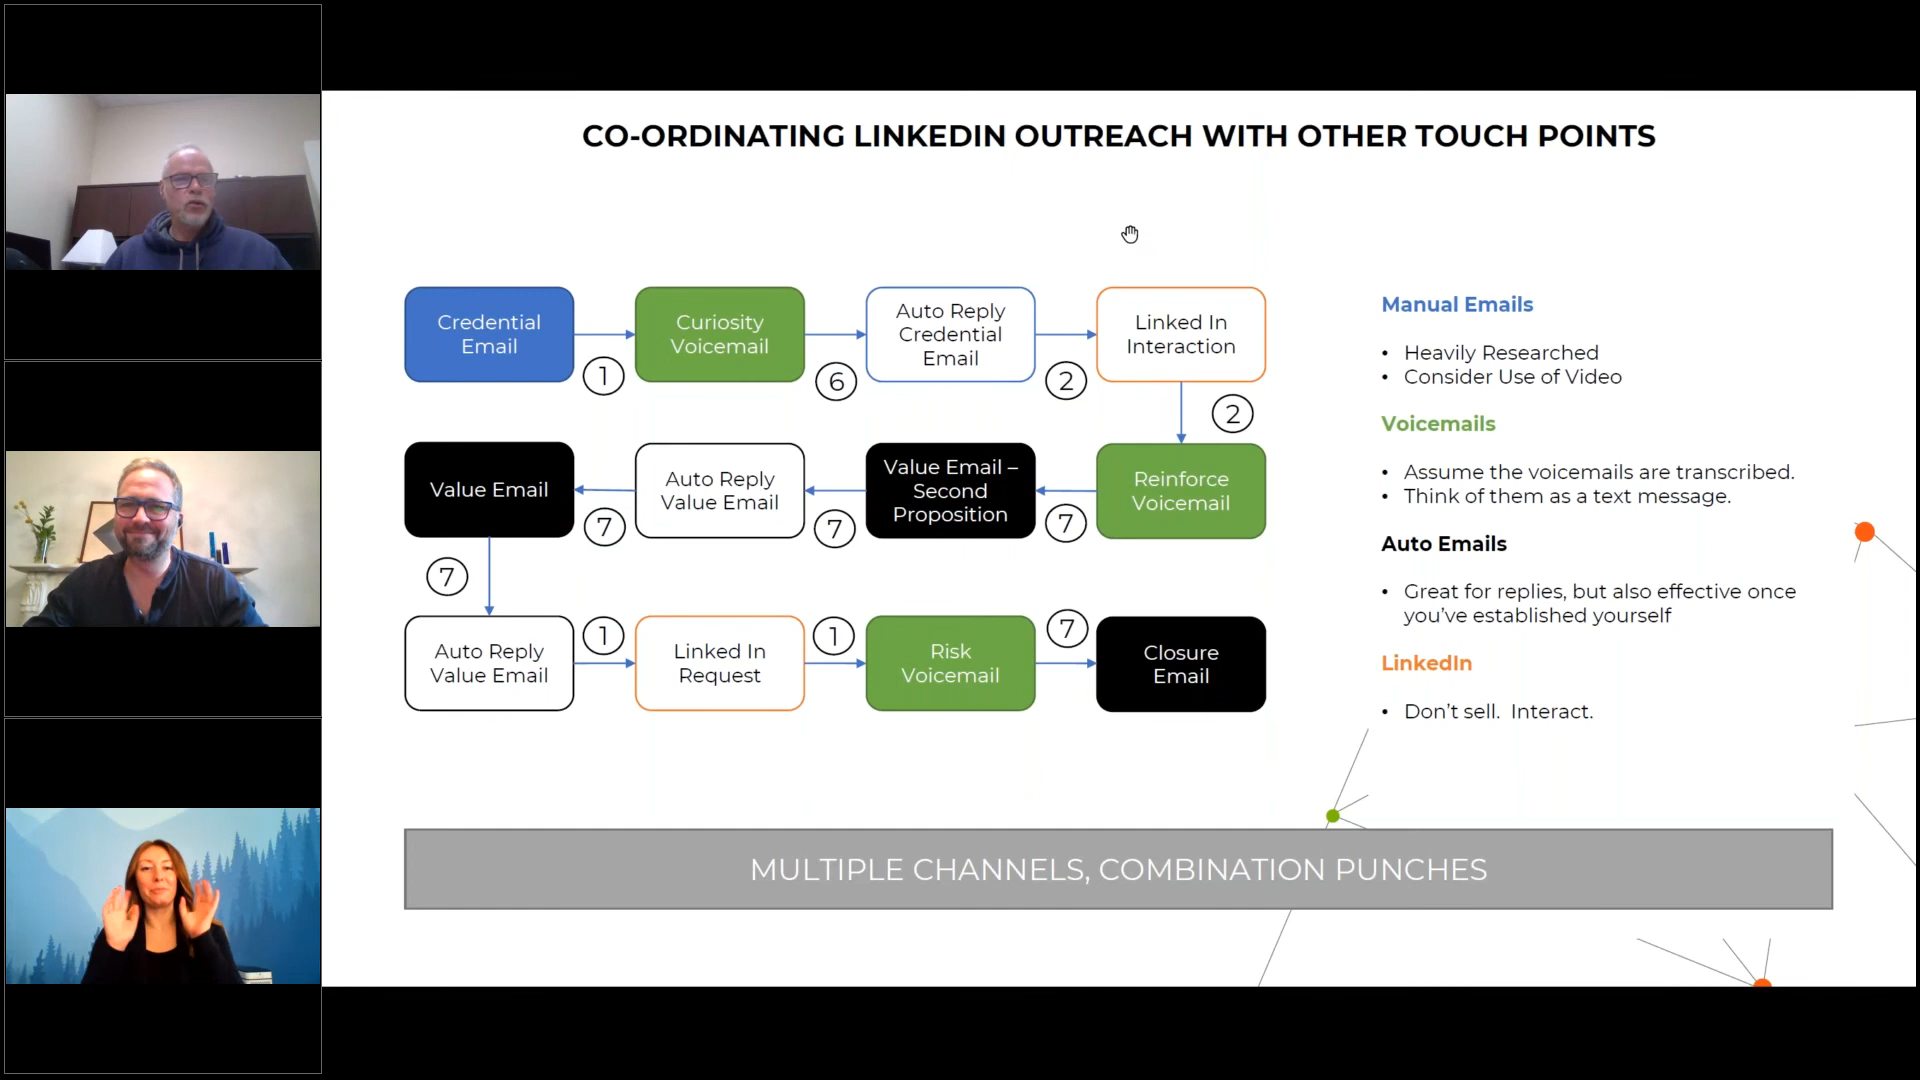 CO-ORDINATING LINKEDIN OUTREACH WITH OTHER TOUCH POINTS
Credential
Email
1
Curiosity
Voicemail
6
Auto Reply
Credential
Email
2
Linked In
Interaction
2
Reinforce
Voicemail
7
Value Email –
Second
Proposition
7
Auto Reply
Value Email
7
Value Email
7
Auto Reply
Value Email
1
Linked In
Request
1
Risk
Voicemail
7
Closure
Email
Manual Emails
• Heavily Researched
• Consider Use of Video
Voicemails
• Assume the voicemails are transcribed.
• Think of them as a text message.
Auto Emails
• Great for replies, but also effective once
you’ve established yourself
LinkedIn
• Don’t sell.  Interact.
MULTIPLE CHANNELS, COMBINATION PUNCHES